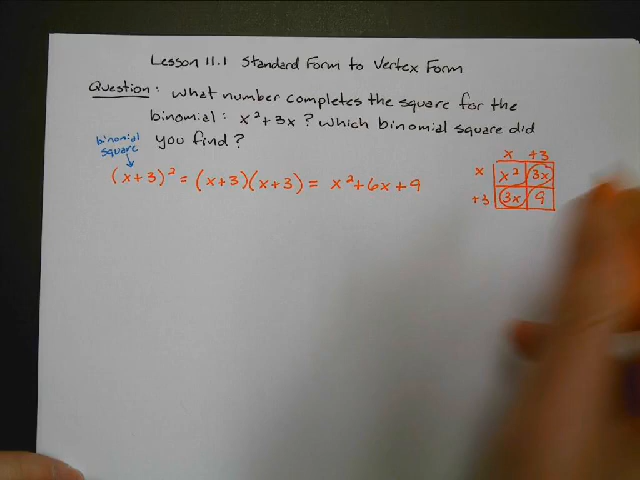 Lesson 11.1 Standard Form to Vertex Form
Question: What number completes the square for the
binomial: x²+3x? Which binomial square did
you find?
binomial
square
(x+3)² = (x+3)(x+3) = x²+6x+9
x +3
x x² 3x
+3 3x 9